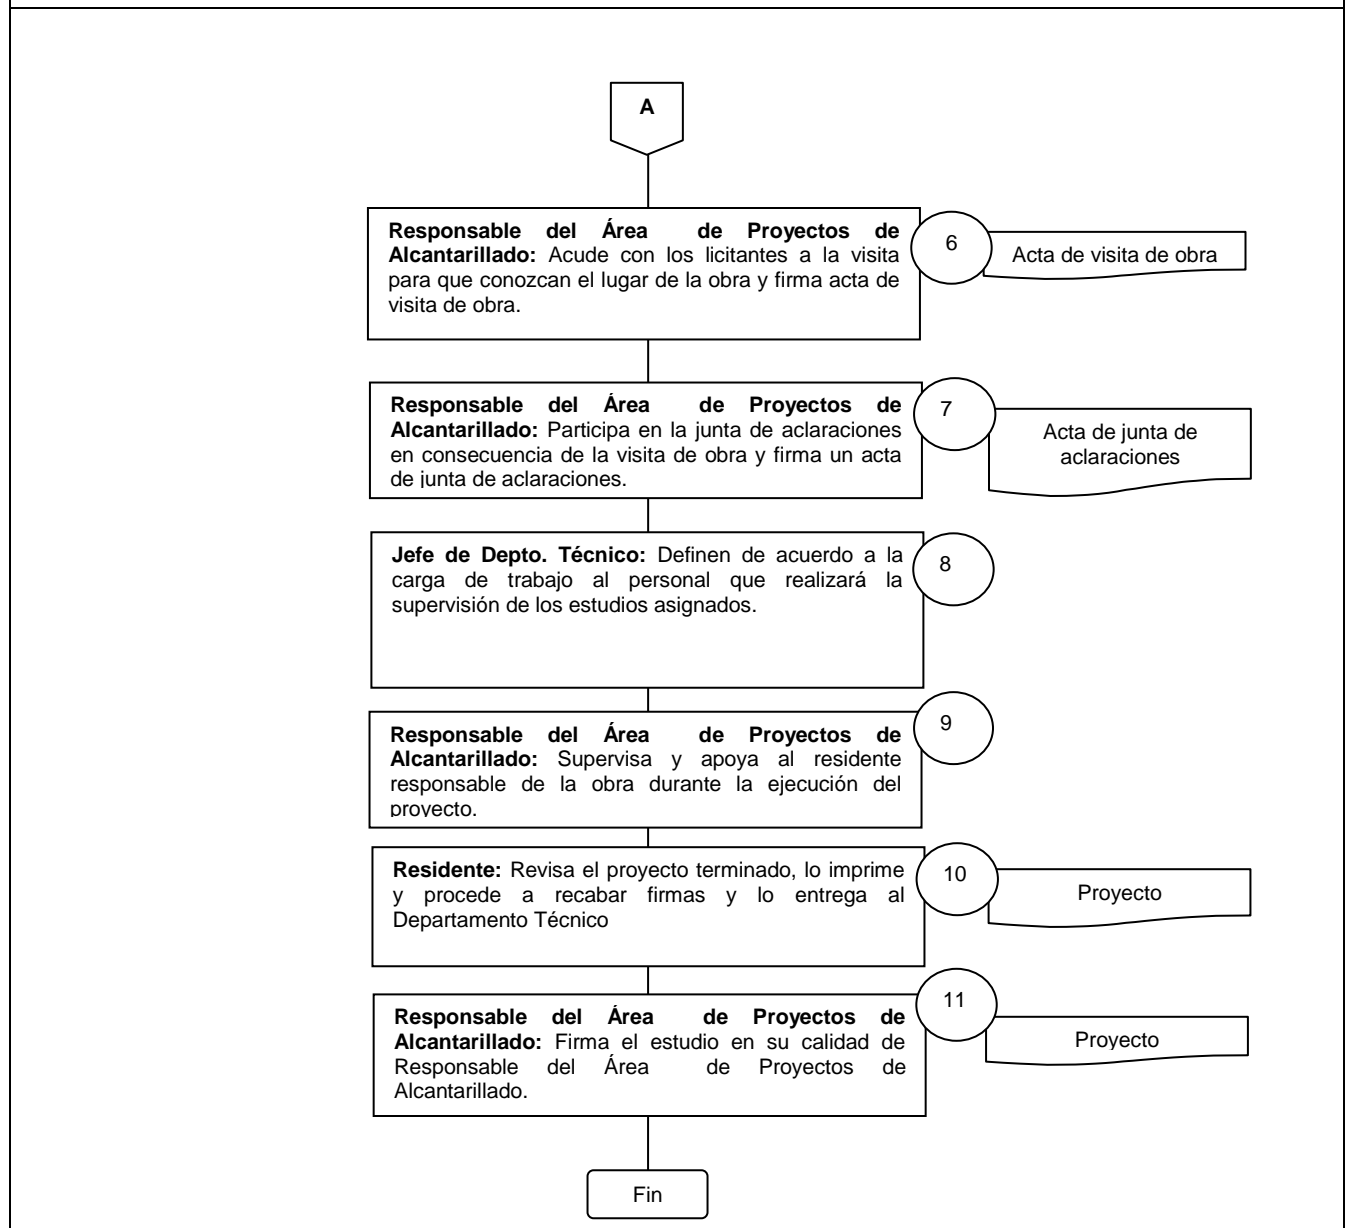 A
Responsable del Área de Proyectos de
Alcantarillado: Acude con los licitantes a la visita
para que conozcan el lugar de la obra y firma acta de
visita de obra.
6
Acta de visita de obra
Responsable del Área de Proyectos de
Alcantarillado: Participa en la junta de aclaraciones
en consecuencia de la visita de obra y firma un acta
de junta de aclaraciones.
7
Acta de junta de
aclaraciones
Jefe de Depto. Técnico: Definen de acuerdo a la
carga de trabajo al personal que realizará la
supervisión de los estudios asignados.
8
Responsable del Área de Proyectos de
Alcantarillado: Supervisa y apoya al residente
responsable de la obra durante la ejecución del
proyecto.
9
Residente: Revisa el proyecto terminado, lo imprime
y procede a recabar firmas y lo entrega al
Departamento Técnico
10
Proyecto
Responsable del Área de Proyectos de
Alcantarillado: Firma el estudio en su calidad de
Responsable del Área de Proyectos de
Alcantarillado.
11
Proyecto
Fin